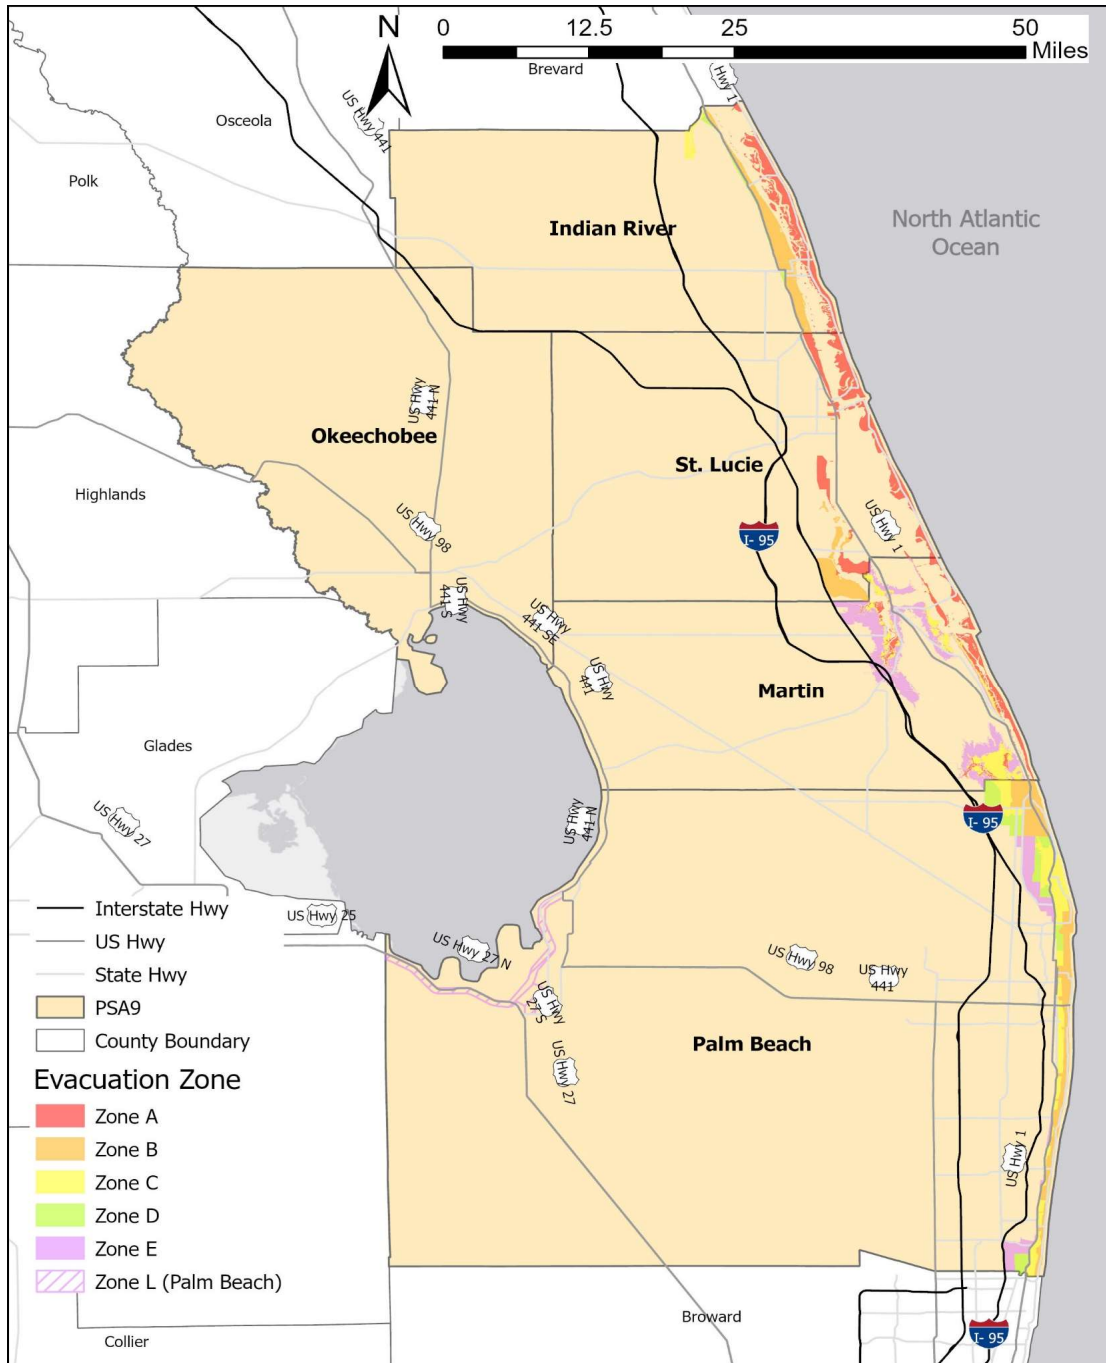 N
0 12.5 25 50
Miles
Brevard
Hwy 1
US Hwy
441
Osceola
Polk
Indian River
North Atlantic
Ocean
US Hwy
441 N
Okeechobee
St. Lucie
Highlands
US Hwy 98
US Hwy 1
I- 95
US Hwy
441 S
US Hwy
441 SE
US Hwy
441
Martin
Glades
US Hwy 27
US Hwy
441 N
I- 95
US Hwy 25
US Hwy 27 N
US Hwy 98
US Hwy
441
US Hwy
27 S
Palm Beach
US Hwy
27
US Hwy 1
Interstate Hwy
US Hwy
State Hwy
PSA9
County Boundary
Evacuation Zone
Zone A
Zone B
Zone C
Zone D
Zone E
Zone L (Palm Beach)
Broward
Collier
I- 95